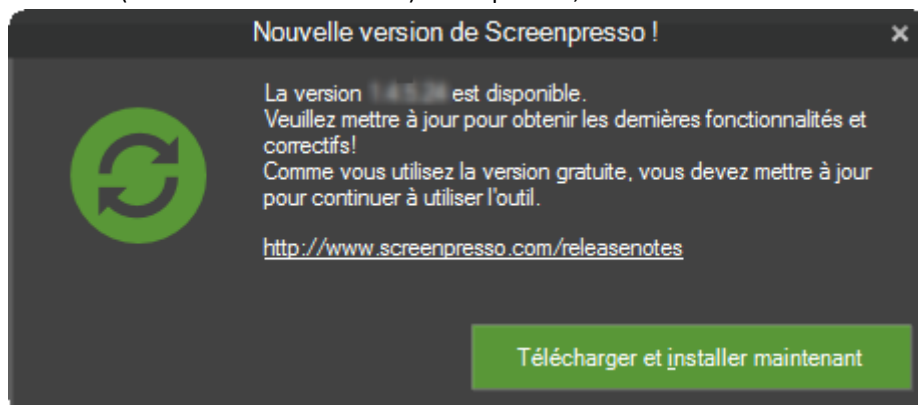 Nouvelle version de Screenpresso !
La version est disponible.
Veuillez mettre à jour pour obtenir les dernières fonctionnalités et
correctifs!
Comme vous utilisez la version gratuite, vous devez mettre à jour
pour continuer à utiliser l'outil.
http://www.screenpresso.com/releasenotes
Télécharger et installer maintenant